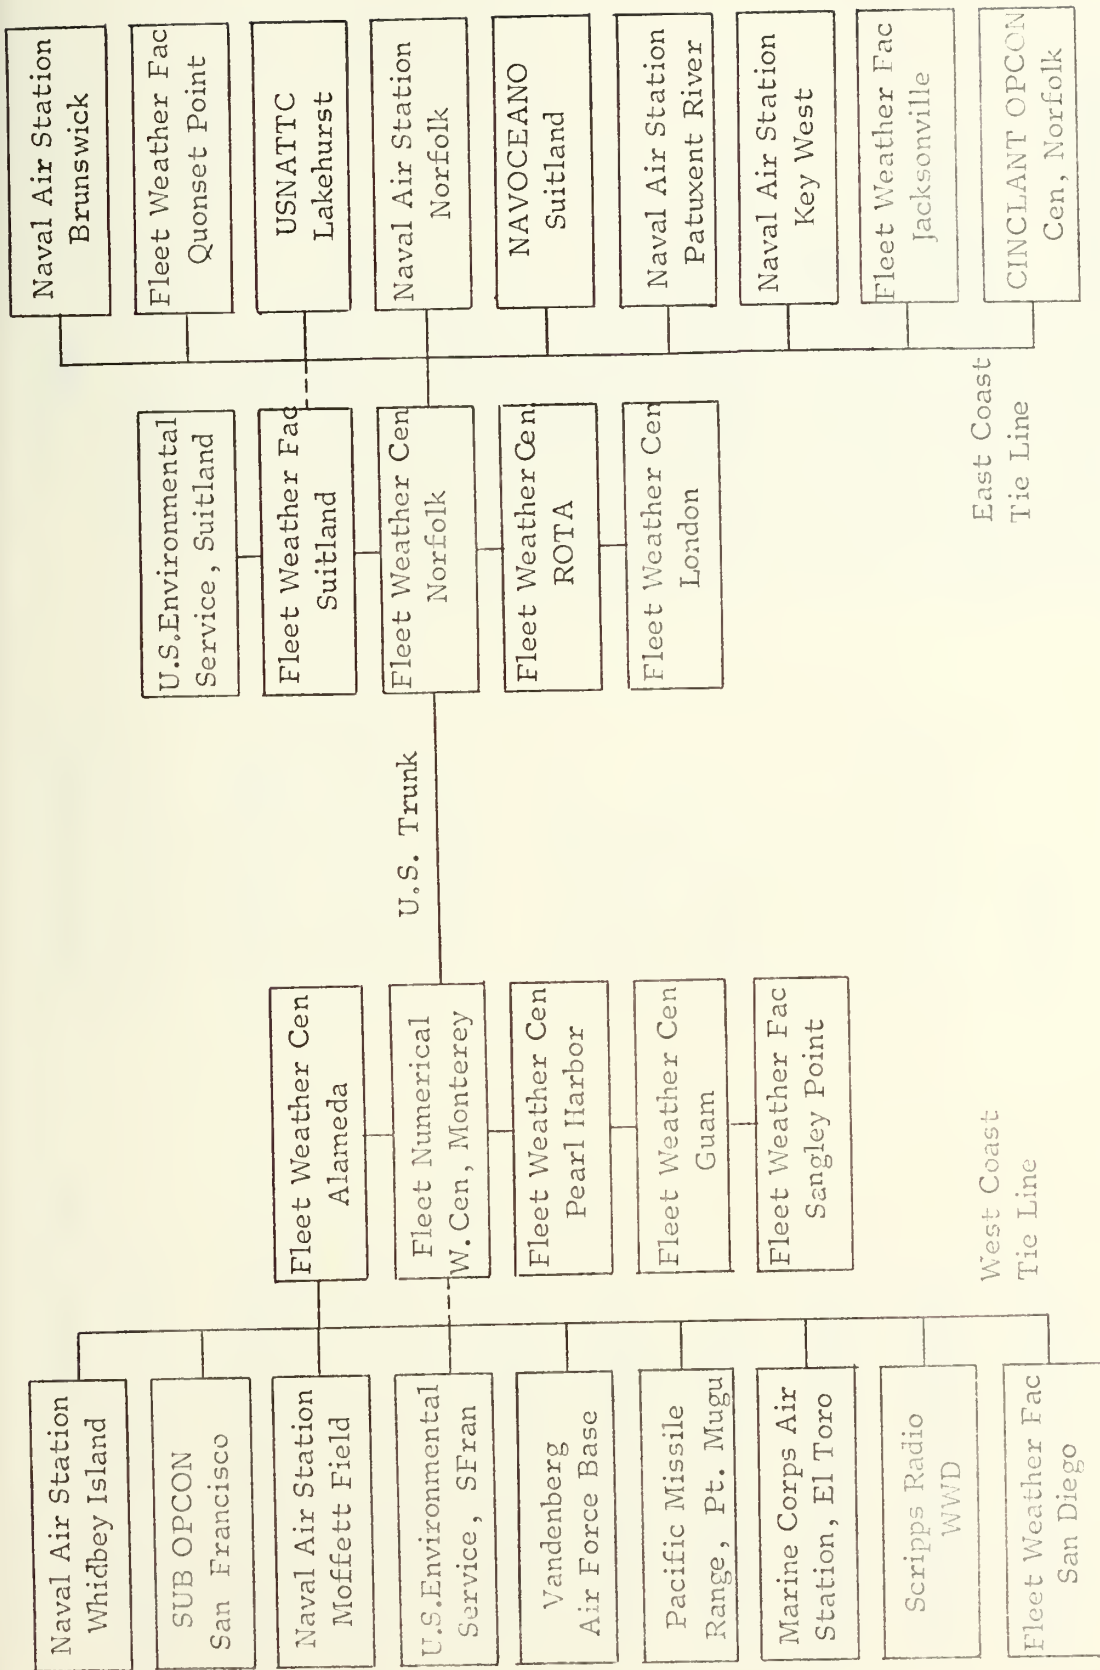 Naval Air Station
Whidbey Island
SUB OPCON
San Francisco
Naval Air Station
Moffett Field
U.S.Environmental
Service, SFran
Vandenberg
Air Force Base
Pacific Missile
Range, Pt. Mugu
Marine Corps Air
Station, El Toro
Scripps Radio
WWD
Fleet Weather Fac
San Diego
Fleet Weather Cen
Alameda
Fleet Numerical
W. Cen, Monterey
Fleet Weather Cen
Pearl Harbor
Fleet Weather Cen
Guam
Fleet Weather Fac
Sangley Point
West Coast
Tie Line
U.S. Trunk
U.S.Environmental
Service, Suitland
Fleet Weather Fac
Suitland
Fleet Weather Cen
Norfolk
Fleet Weather Cen
ROTA
Fleet Weather Cen
London
East Coast
Tie Line
Naval Air Station
Brunswick
Fleet Weather Fac
Quonset Point
USNATTC
Lakehurst
Naval Air Station
Norfolk
NAVOCEANO
Suitland
Naval Air Station
Patuxent River
Naval Air Station
Key West
Fleet Weather Fac
Jacksonville
CINCLANT OPCON
Cen, Norfolk